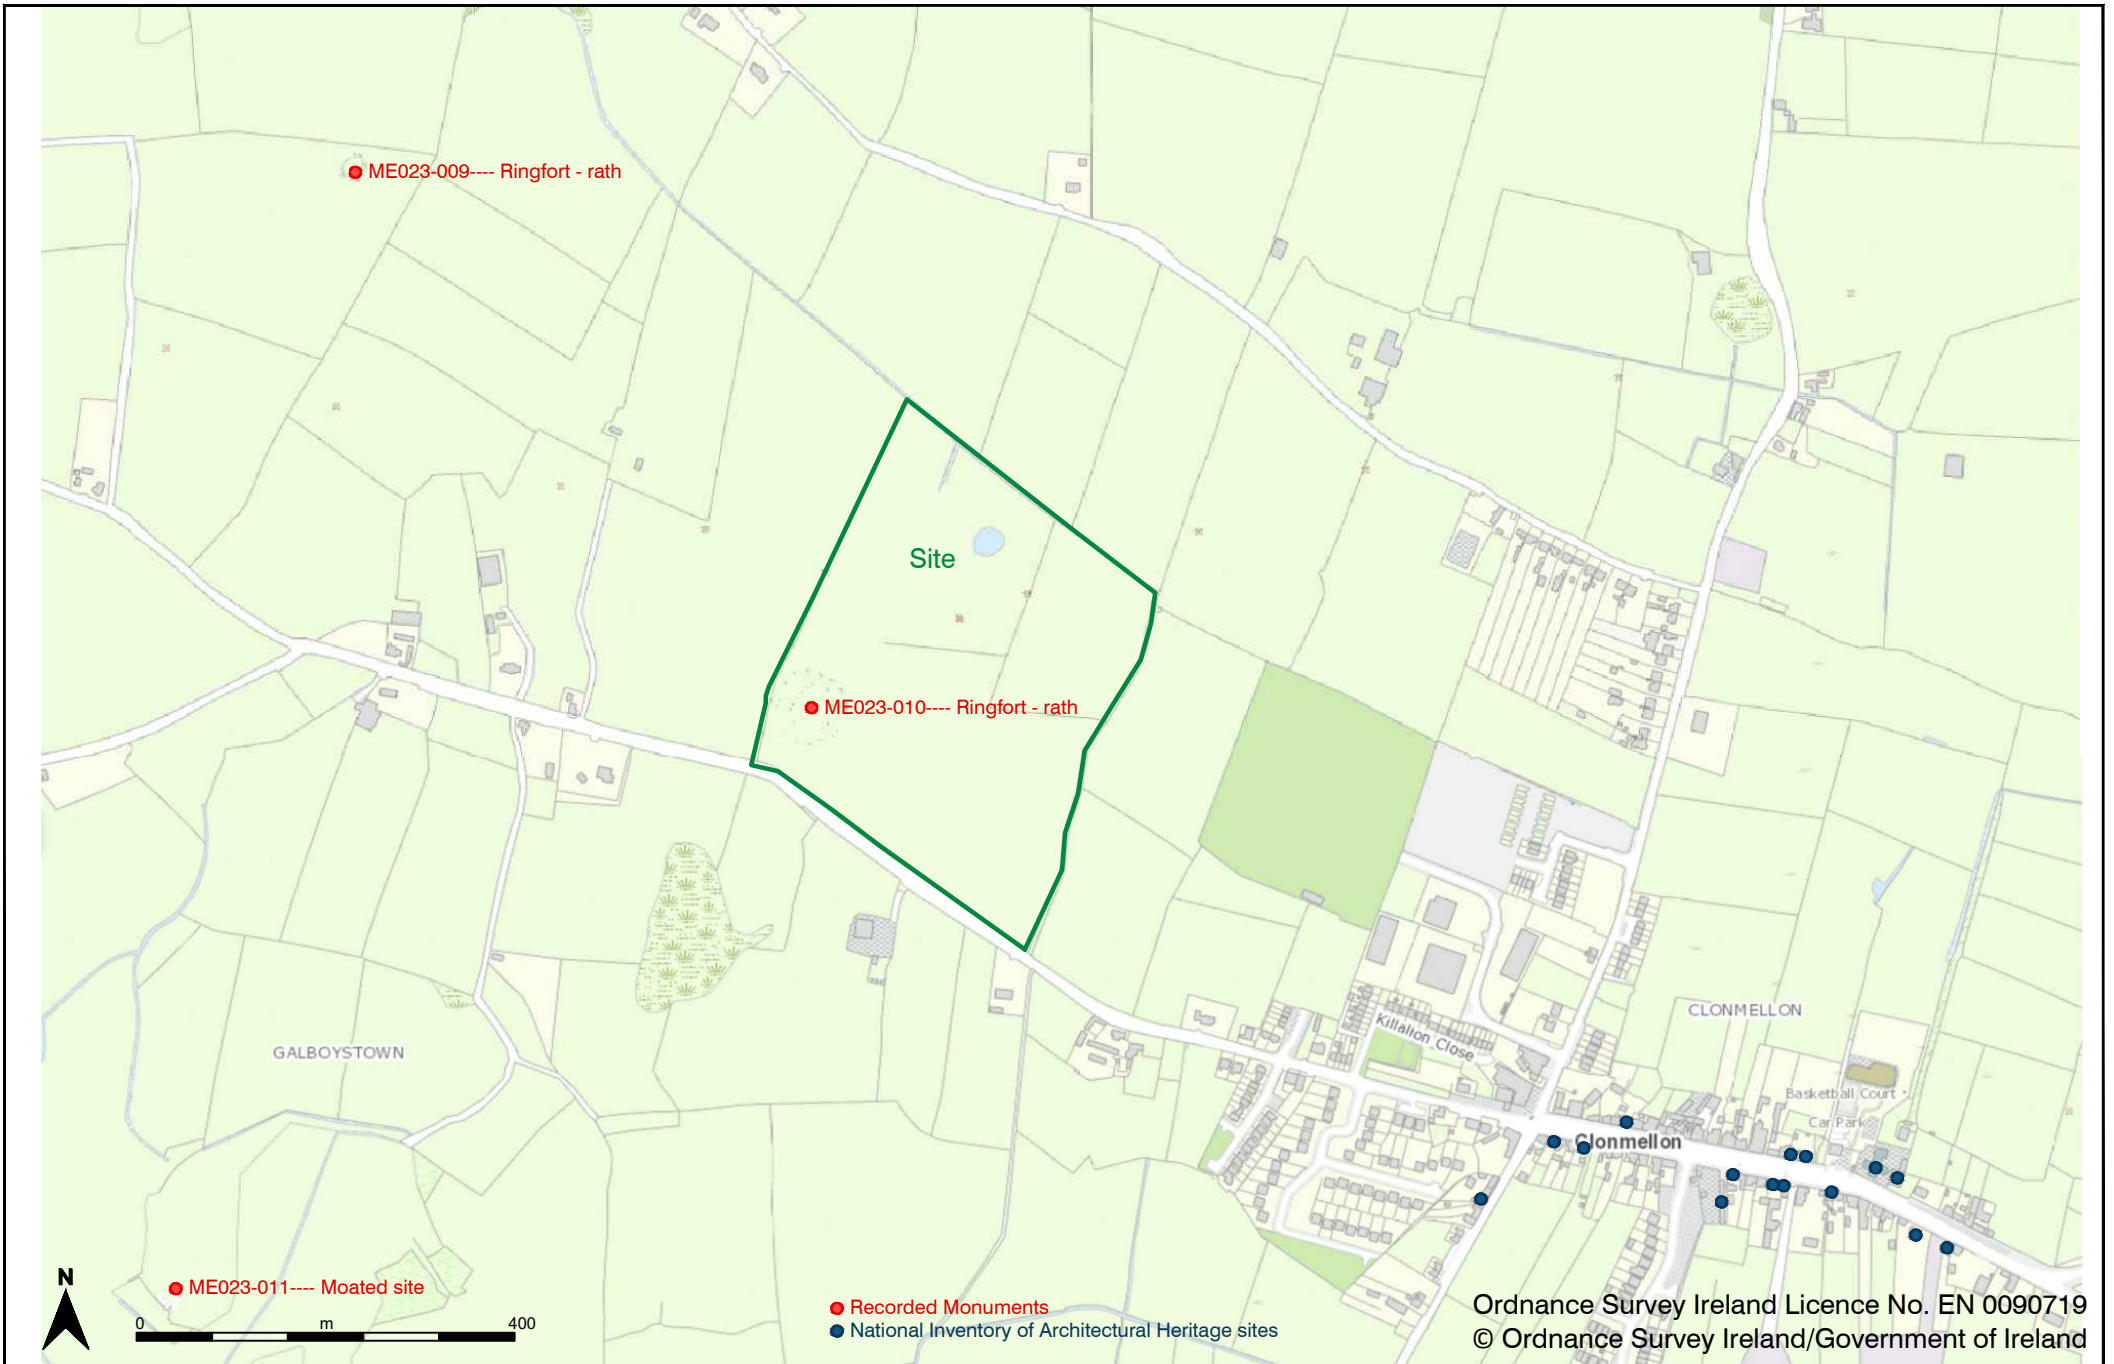 ME023-009---- Ringfort - rath
Site
ME023-010---- Ringfort - rath
CLONMELLON
Killalion Close
GALBOYSTOWN
Basketball Court
Car Park
Clonmellon
N
ME023-011---- Moated site
0 m 400
Recorded Monuments
National Inventory of Architectural Heritage sites
Ordnance Survey Ireland Licence No. EN 0090719
© Ordnance Survey Ireland/Government of Ireland